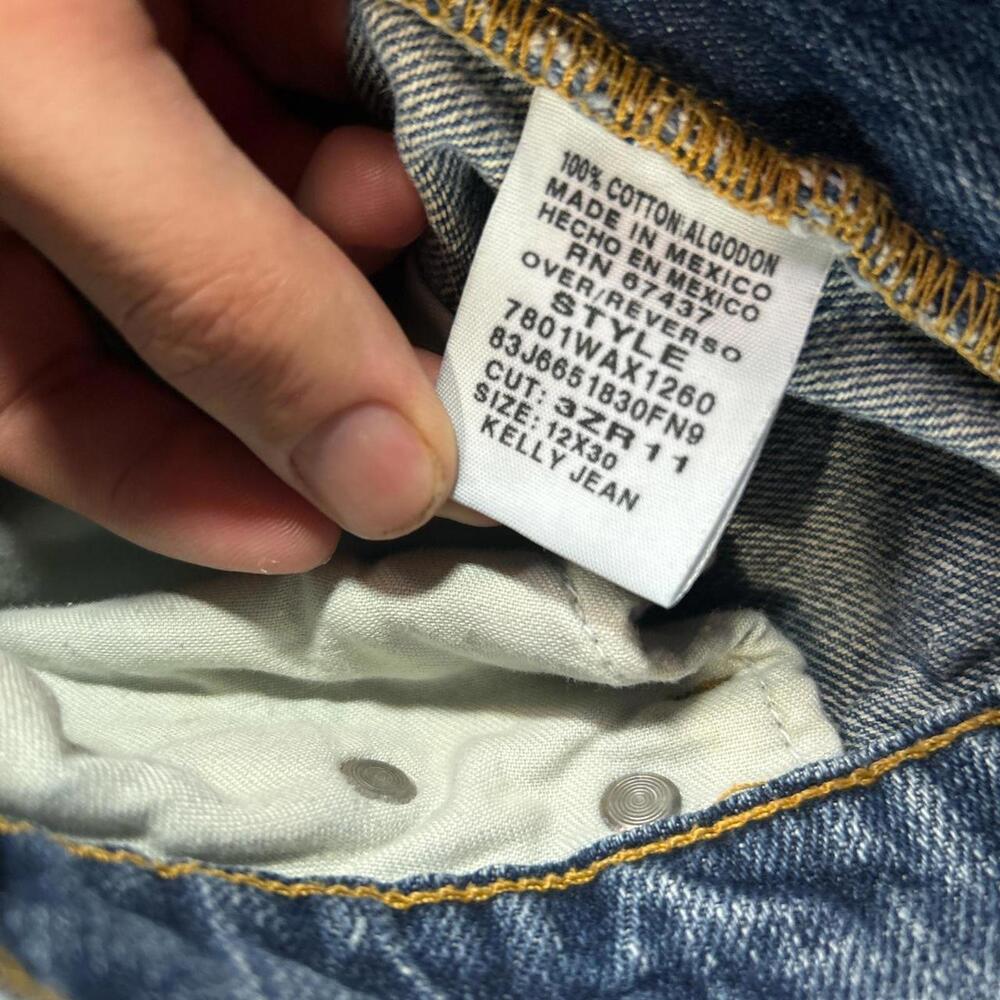 100% COTTON:ALGODON
MADE IN MEXICO
HECHO EN MEXICO
RN 67437
OVER/REVERSO
STYLE
7801WAX1260
83J6651830FN9
CUT: 3ZR 11
SIZE: 12X30
KELLY JEAN